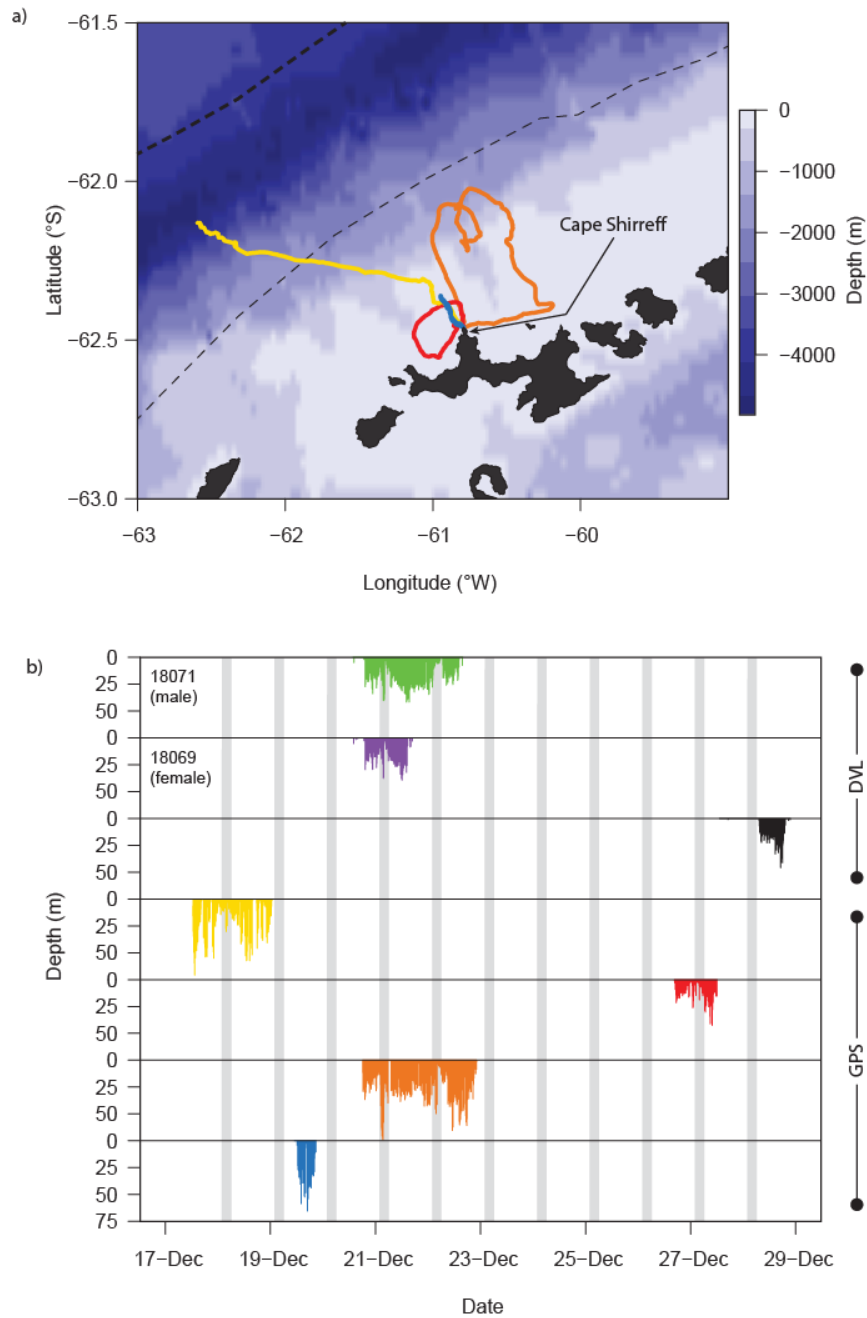 a)
−61.5
−62.0
−62.5
−63.0
Latitude (°S)
Cape Shirreff
0
−1000
−2000
−3000
−4000
Depth (m)
−63
−62
−61
−60
Longitude (°W)
b)
18071
(male)
18069
(female)
0
25
50
0
25
50
0
25
50
0
25
50
0
25
50
0
25
50
0
25
50
75
Depth (m)
DVL
GPS
17-Dec
19-Dec
21-Dec
23-Dec
25-Dec
27-Dec
29-Dec
Date